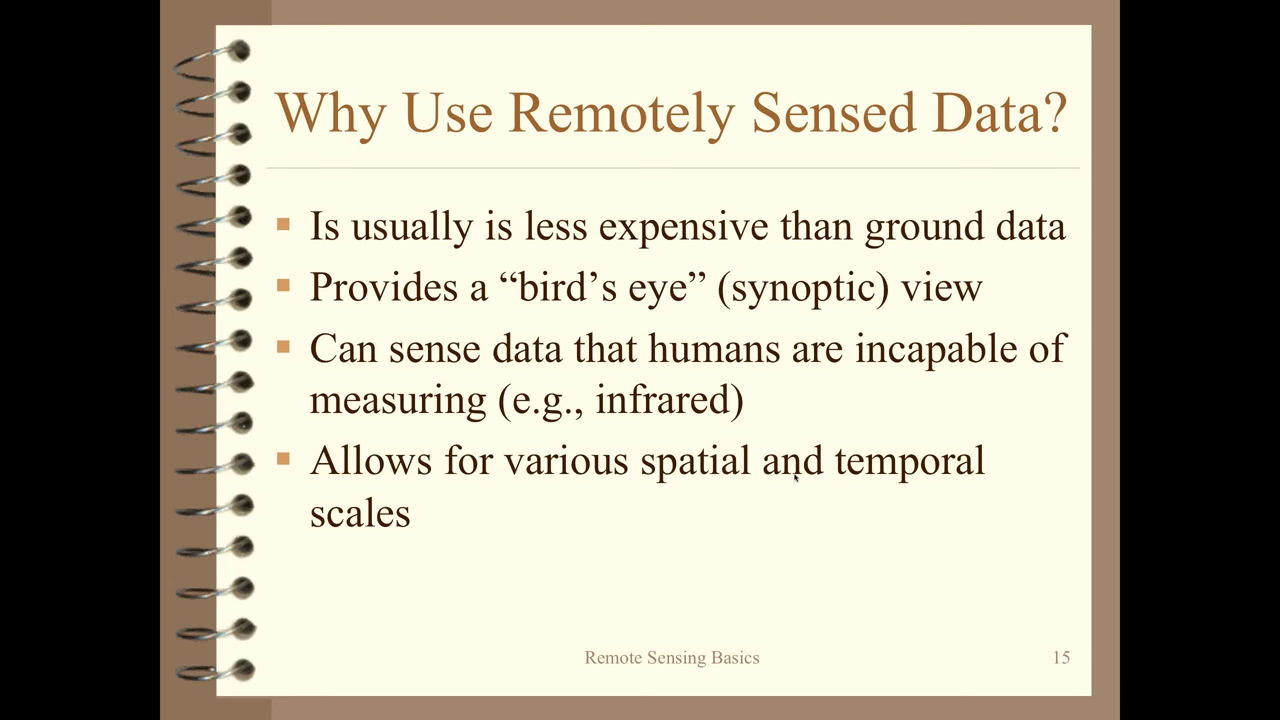 Why Use Remotely Sensed Data?
Is usually is less expensive than ground data
Provides a “bird’s eye” (synoptic) view
Can sense data that humans are incapable of
measuring (e.g., infrared)
Allows for various spatial and temporal
scales
Remote Sensing Basics
15